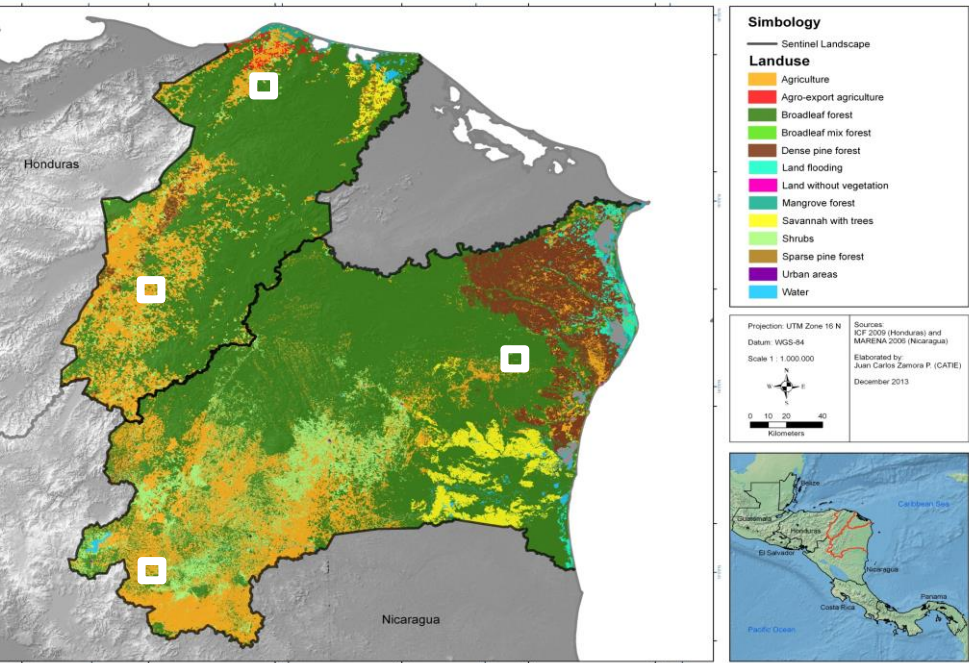 Honduras
Nicaragua
Simbology
Sentinel Landscape
Landuse
Agriculture
Agro-export agriculture
Broadleaf forest
Broadleaf mix forest
Dense pine forest
Land flooding
Land without vegetation
Mangrove forest
Savannah with trees
Shrubs
Sparse pine forest
Urban areas
Water
Projection: UTM Zone 16 N
Datum: WGS-84
Scale 1 : 1.000.000
N
W E
S
0 10 20 40
Kilometers
Sources:
ICF 2009 (Honduras) and
MARENA 2006 (Nicaragua)
Elaborated by:
Juan Carlos Zamora P. (CATIE)
December 2013
Belize
Caribbean Sea
Guatemala
Honduras
El Salvador
Nicaragua
Costa Rica
Panama
Pacific Ocean